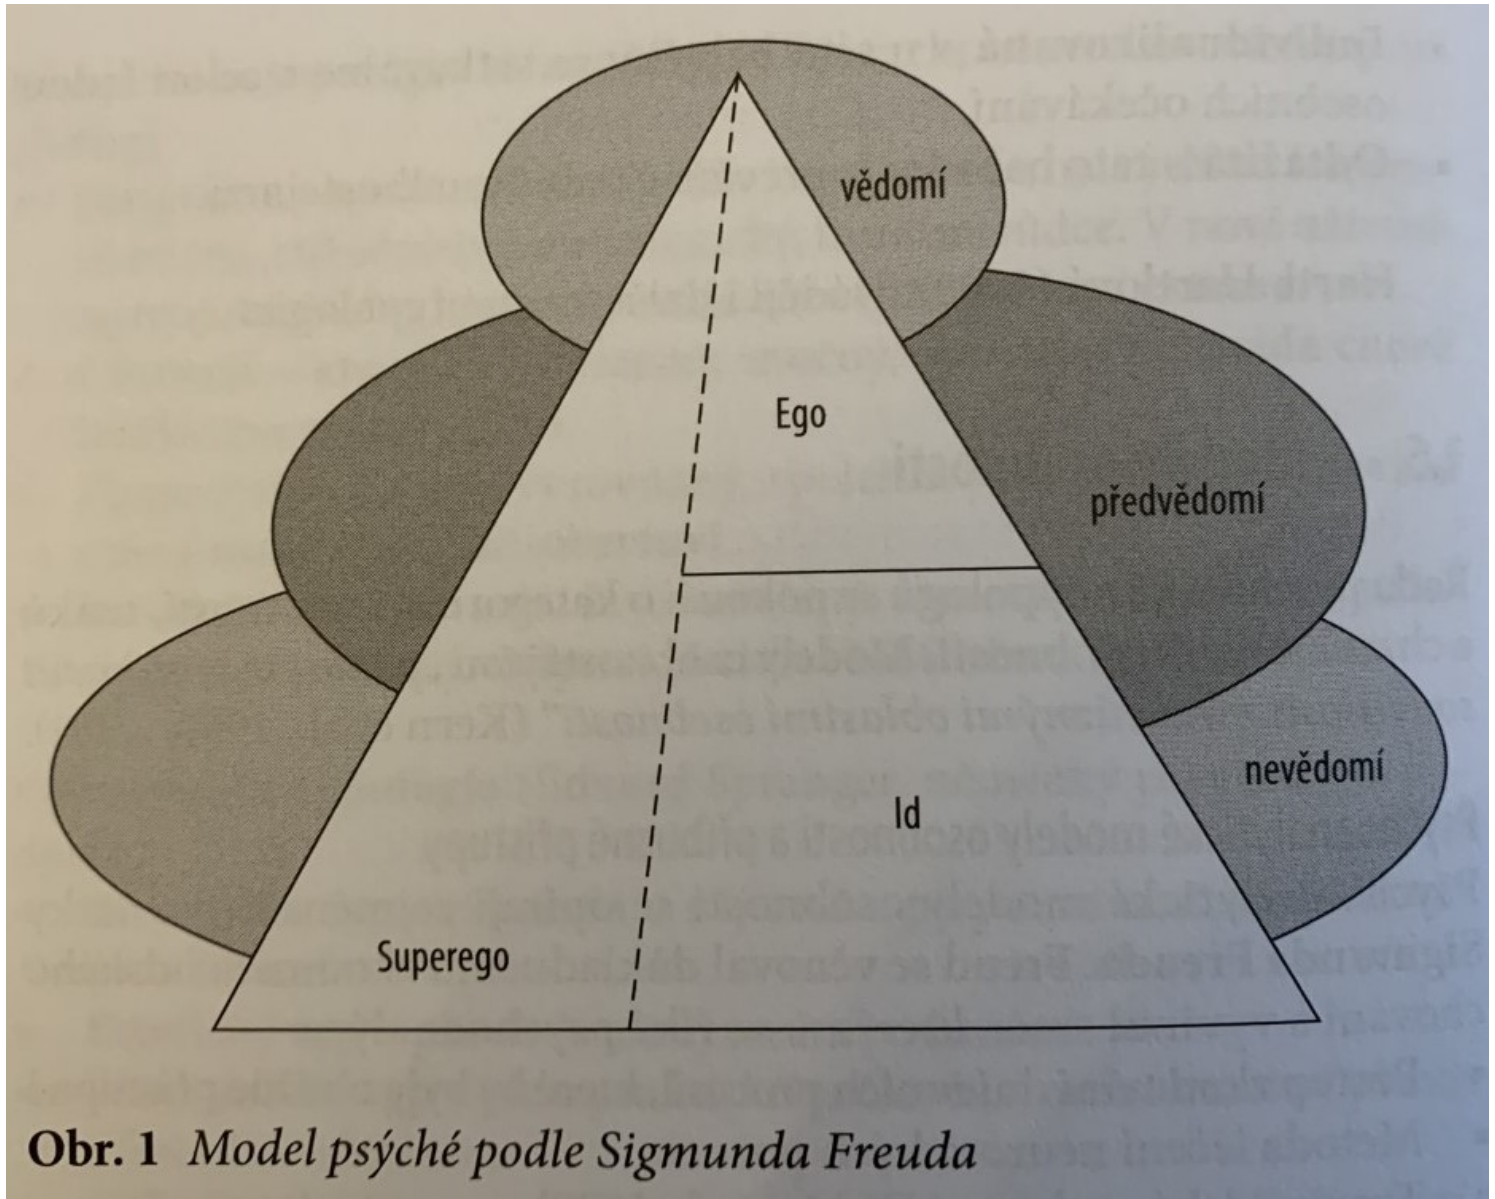 vědomí
Ego
předvědomí
nevědomí
Id
Superego
Obr. 1 Model psýché podle Sigmunda Freuda